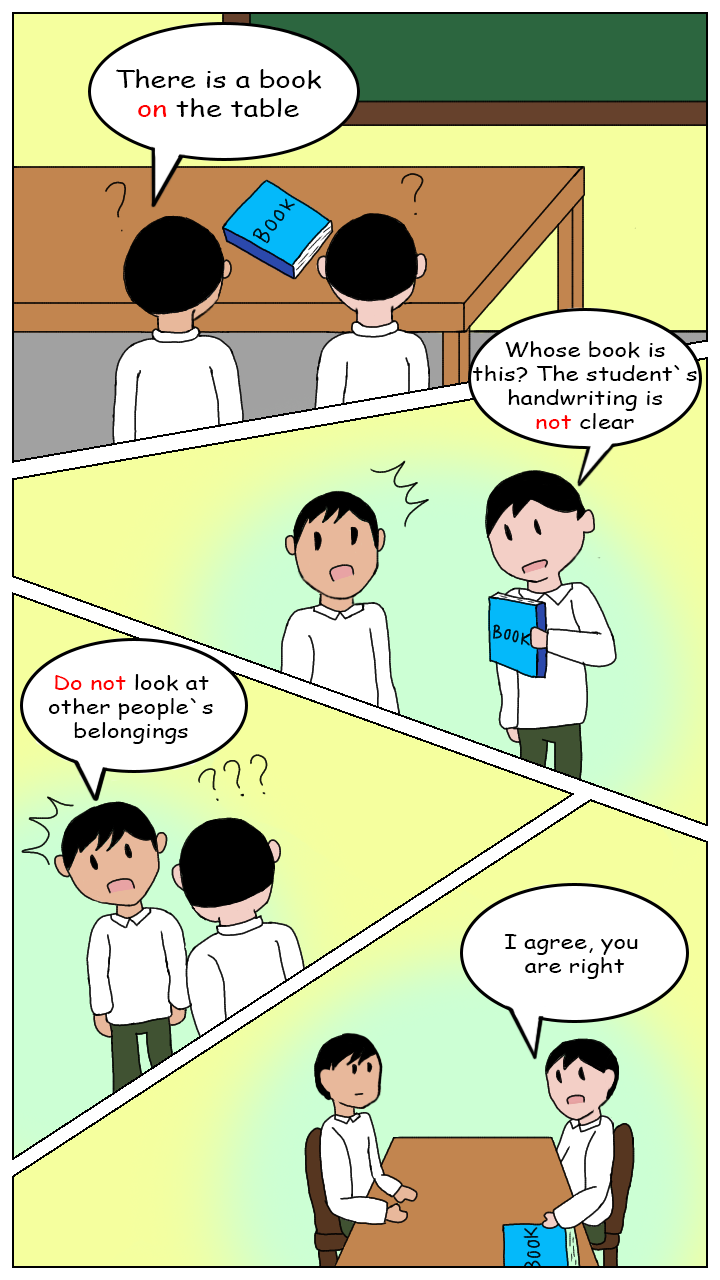 There is a book
on the table
?
?
BOOK
Whose book is
this? The student`s
handwriting is
not clear
BOOK
Do not look at
other people`s
belongings
???
I agree, you
are right
BOOK